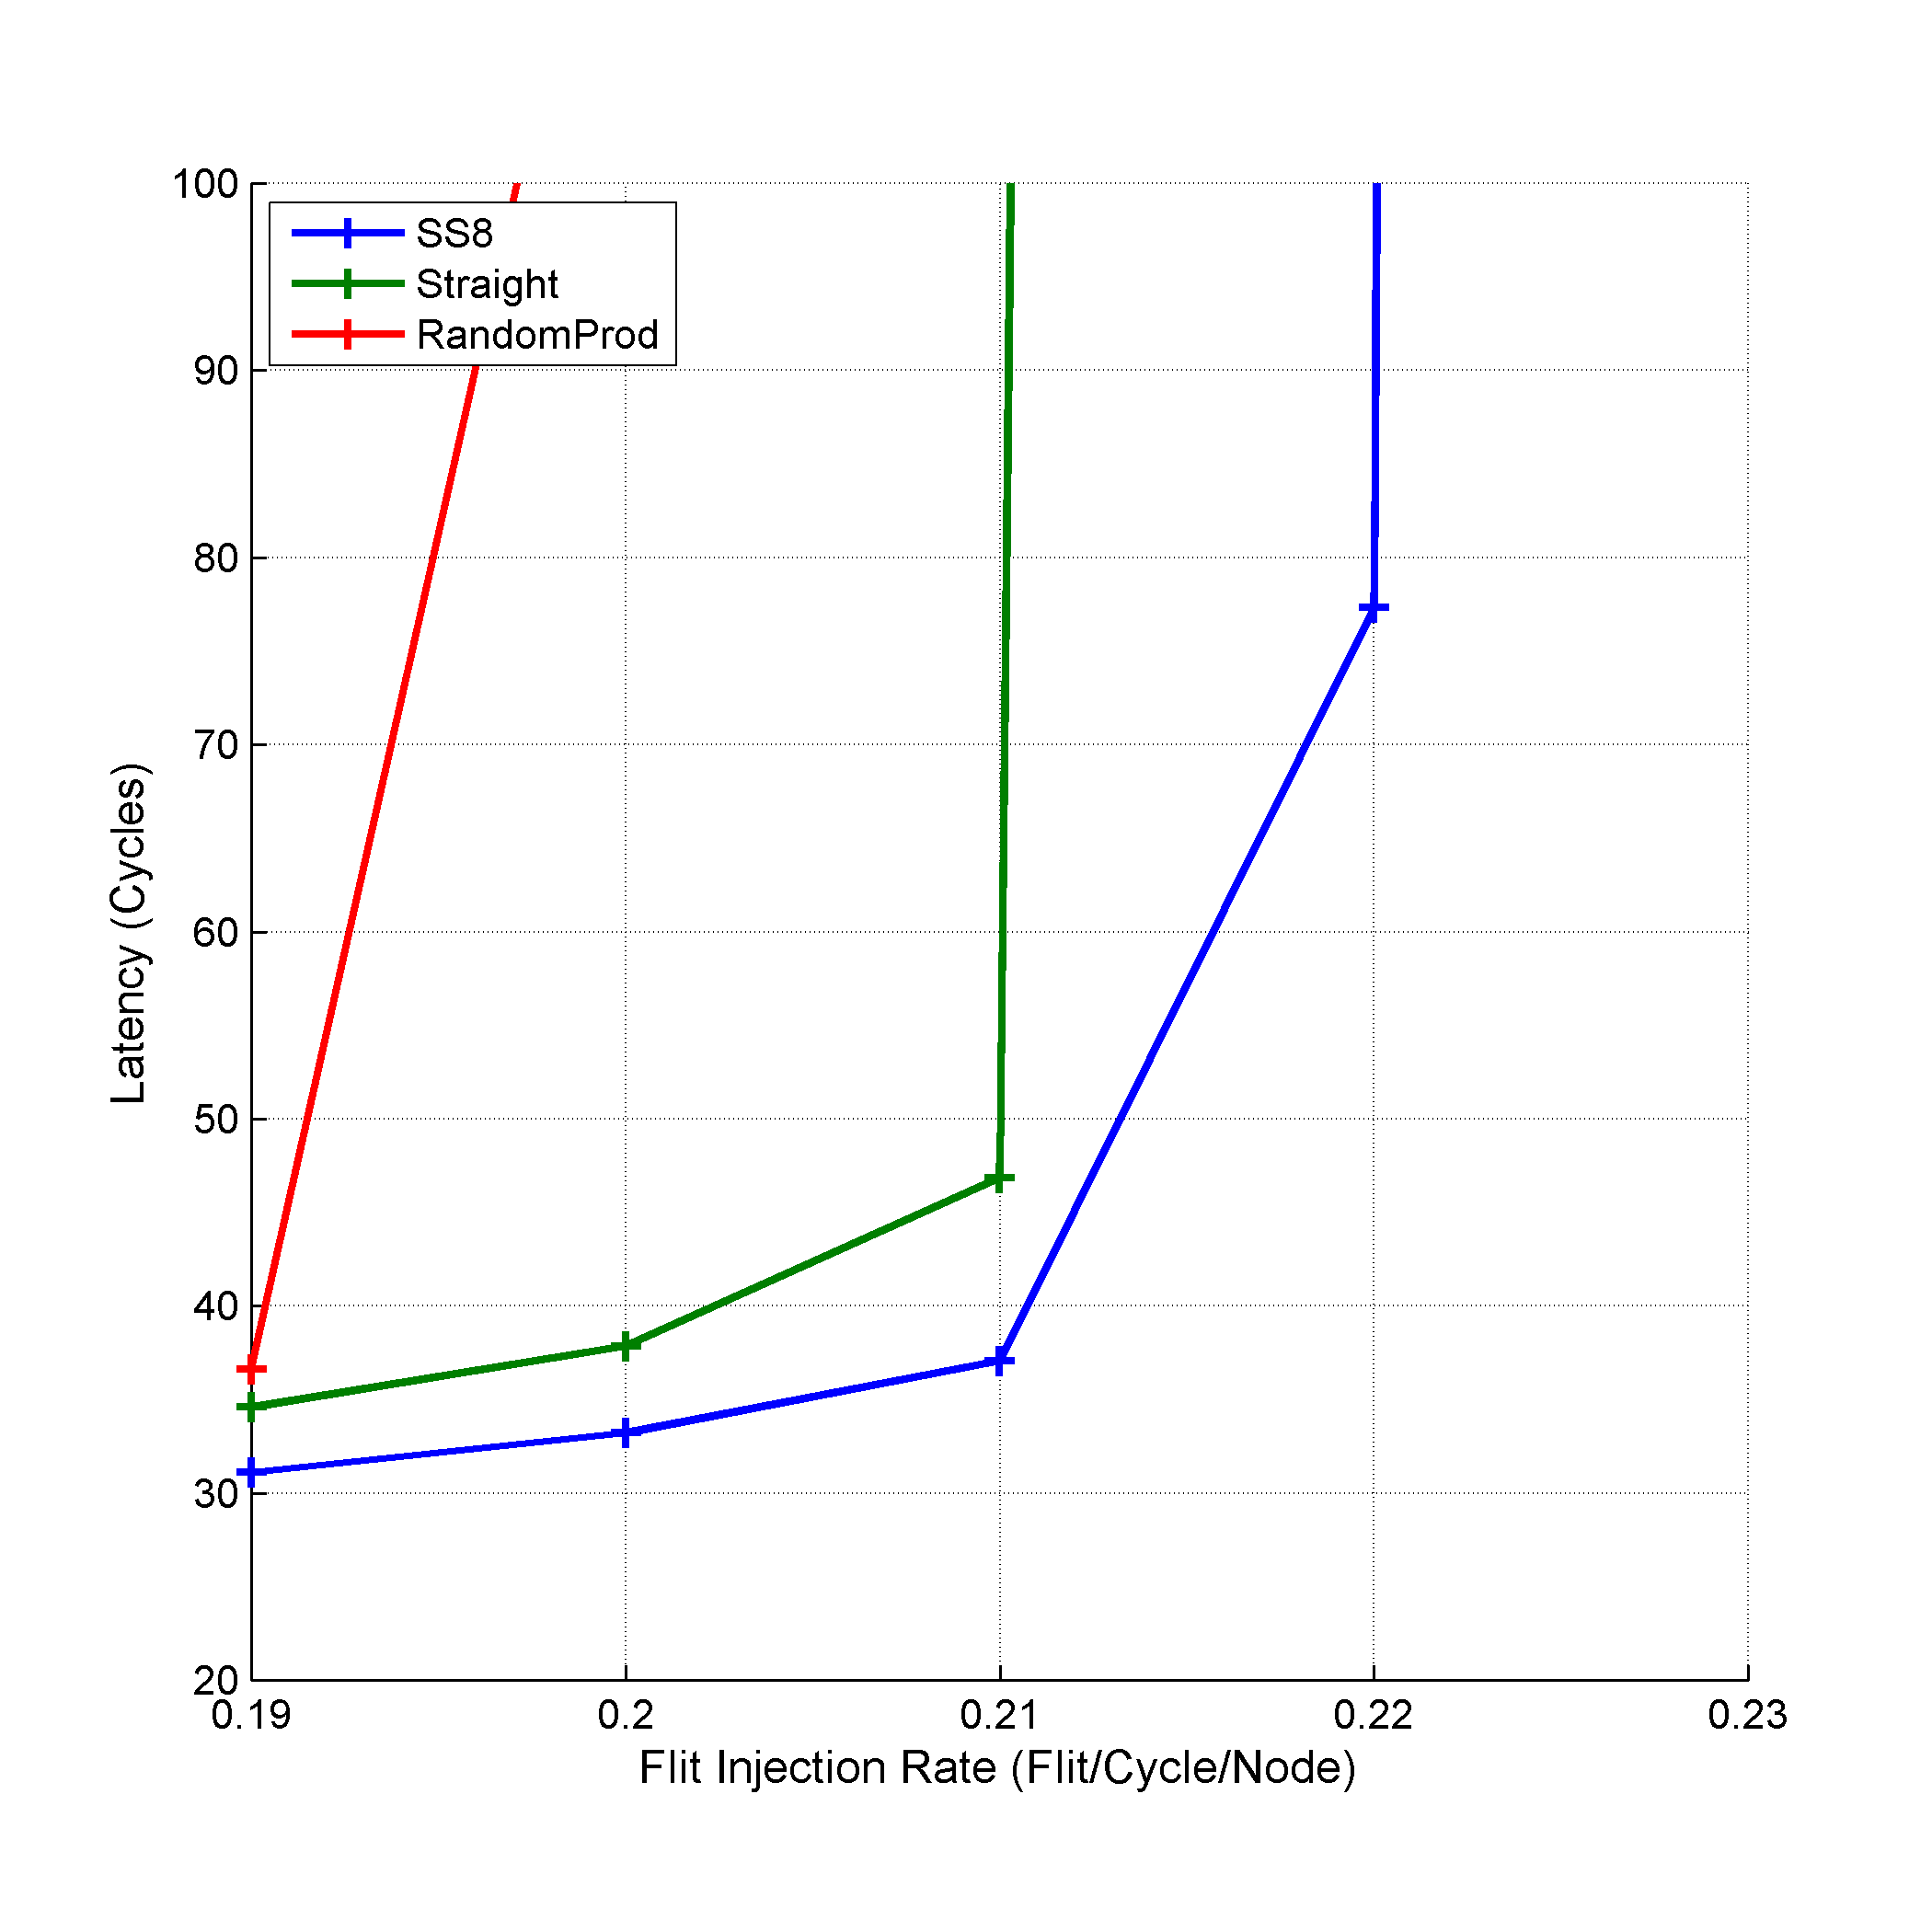 100
90
80
70
60
50
40
30
20
SS8
Straight
RandomProd
Latency (Cycles)
0.19
0.2
0.21
0.22
0.23
Flit Injection Rate (Flit/Cycle/Node)